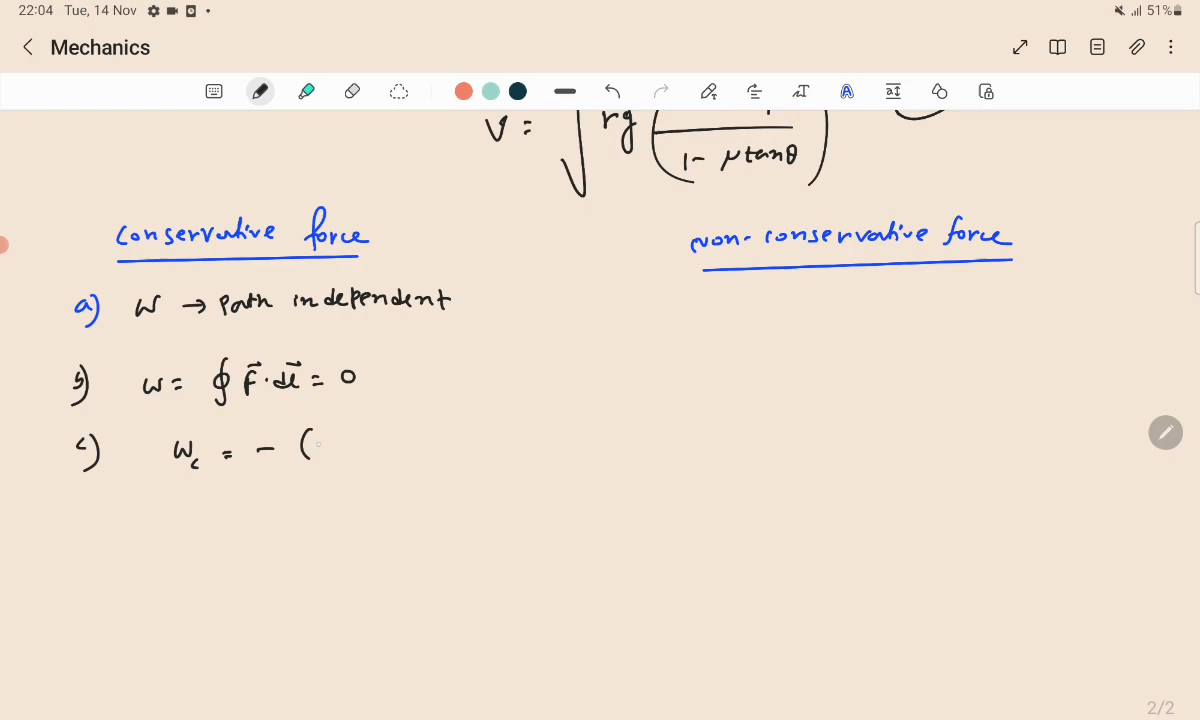 22:04 Tue, 14 Nov 51%
Mechanics
V = √ rg ( / 1 - μ tanθ )
conservative force non-conservative force
a) W → Path independent
b) W = ∮ F⃗ · dl⃗ = 0
c) W_c = - (
2/2